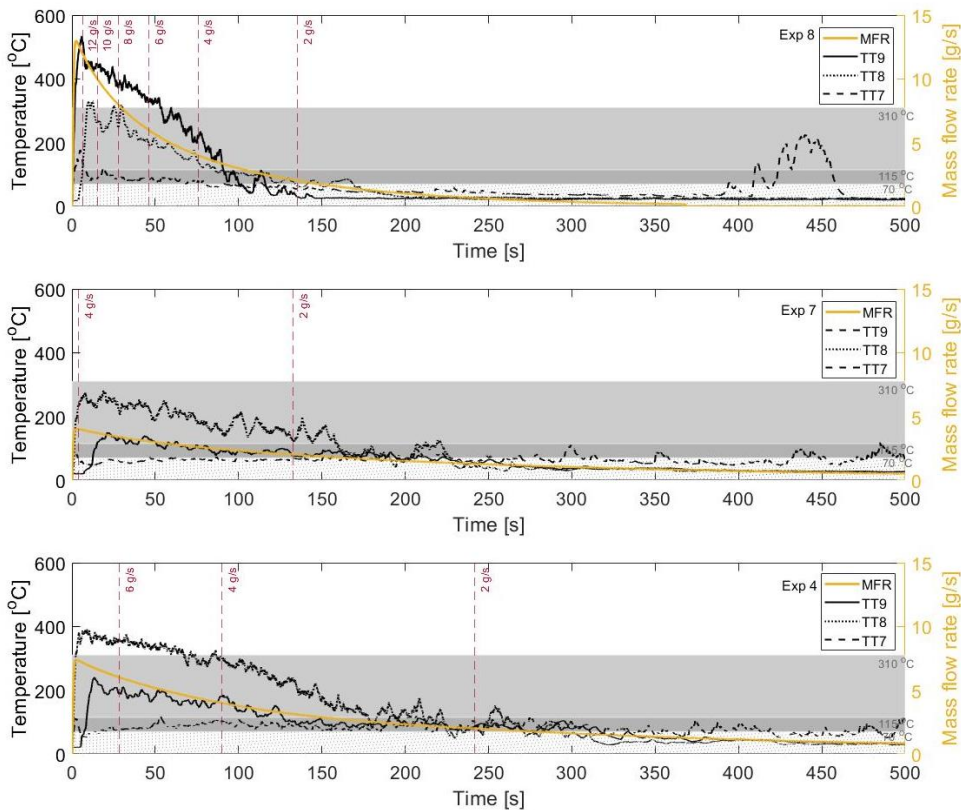 600
400
200
0
Temperature [°C]
12 g/s
10 g/s
8 g/s
6 g/s
4 g/s
2 g/s
Exp 8
MFR
TT9
TT8
TT7
310 °C
115 °C
70 °C
15
10
5
0
Mass flow rate [g/s]
0 50 100 150 200 250 300 350 400 450 500
Time [s]
600
400
200
0
Temperature [°C]
4 g/s
2 g/s
Exp 7
MFR
TT9
TT8
TT7
310 °C
115 °C
70 °C
15
10
5
0
Mass flow rate [g/s]
0 50 100 150 200 250 300 350 400 450 500
Time [s]
600
400
200
0
Temperature [°C]
6 g/s
4 g/s
2 g/s
Exp 4
MFR
TT9
TT8
TT7
310 °C
115 °C
70 °C
15
10
5
0
Mass flow rate [g/s]
0 50 100 150 200 250 300 350 400 450 500
Time [s]